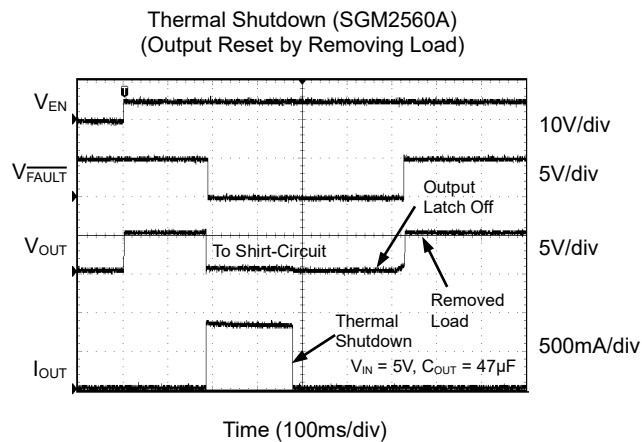 Thermal Shutdown (SGM2560A)
(Output Reset by Removing Load)
T
VEN
10V/div
VFAULT
5V/div
Output
Latch Off
VOUT
To Shirt-Circuit
5V/div
Removed
Load
Thermal
Shutdown
500mA/div
IOUT
VIN = 5V, COUT = 47µF
Time (100ms/div)